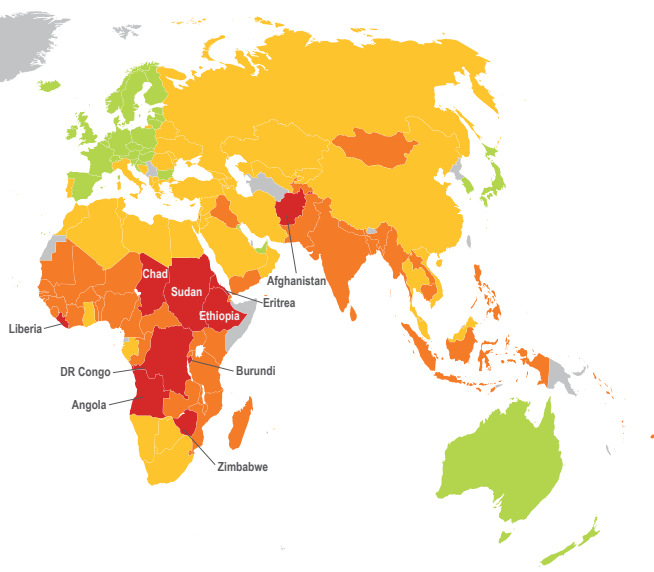 Chad
Sudan
Afghanistan
Eritrea
Ethiopia
Liberia
DR Congo
Burundi
Angola
Zimbabwe